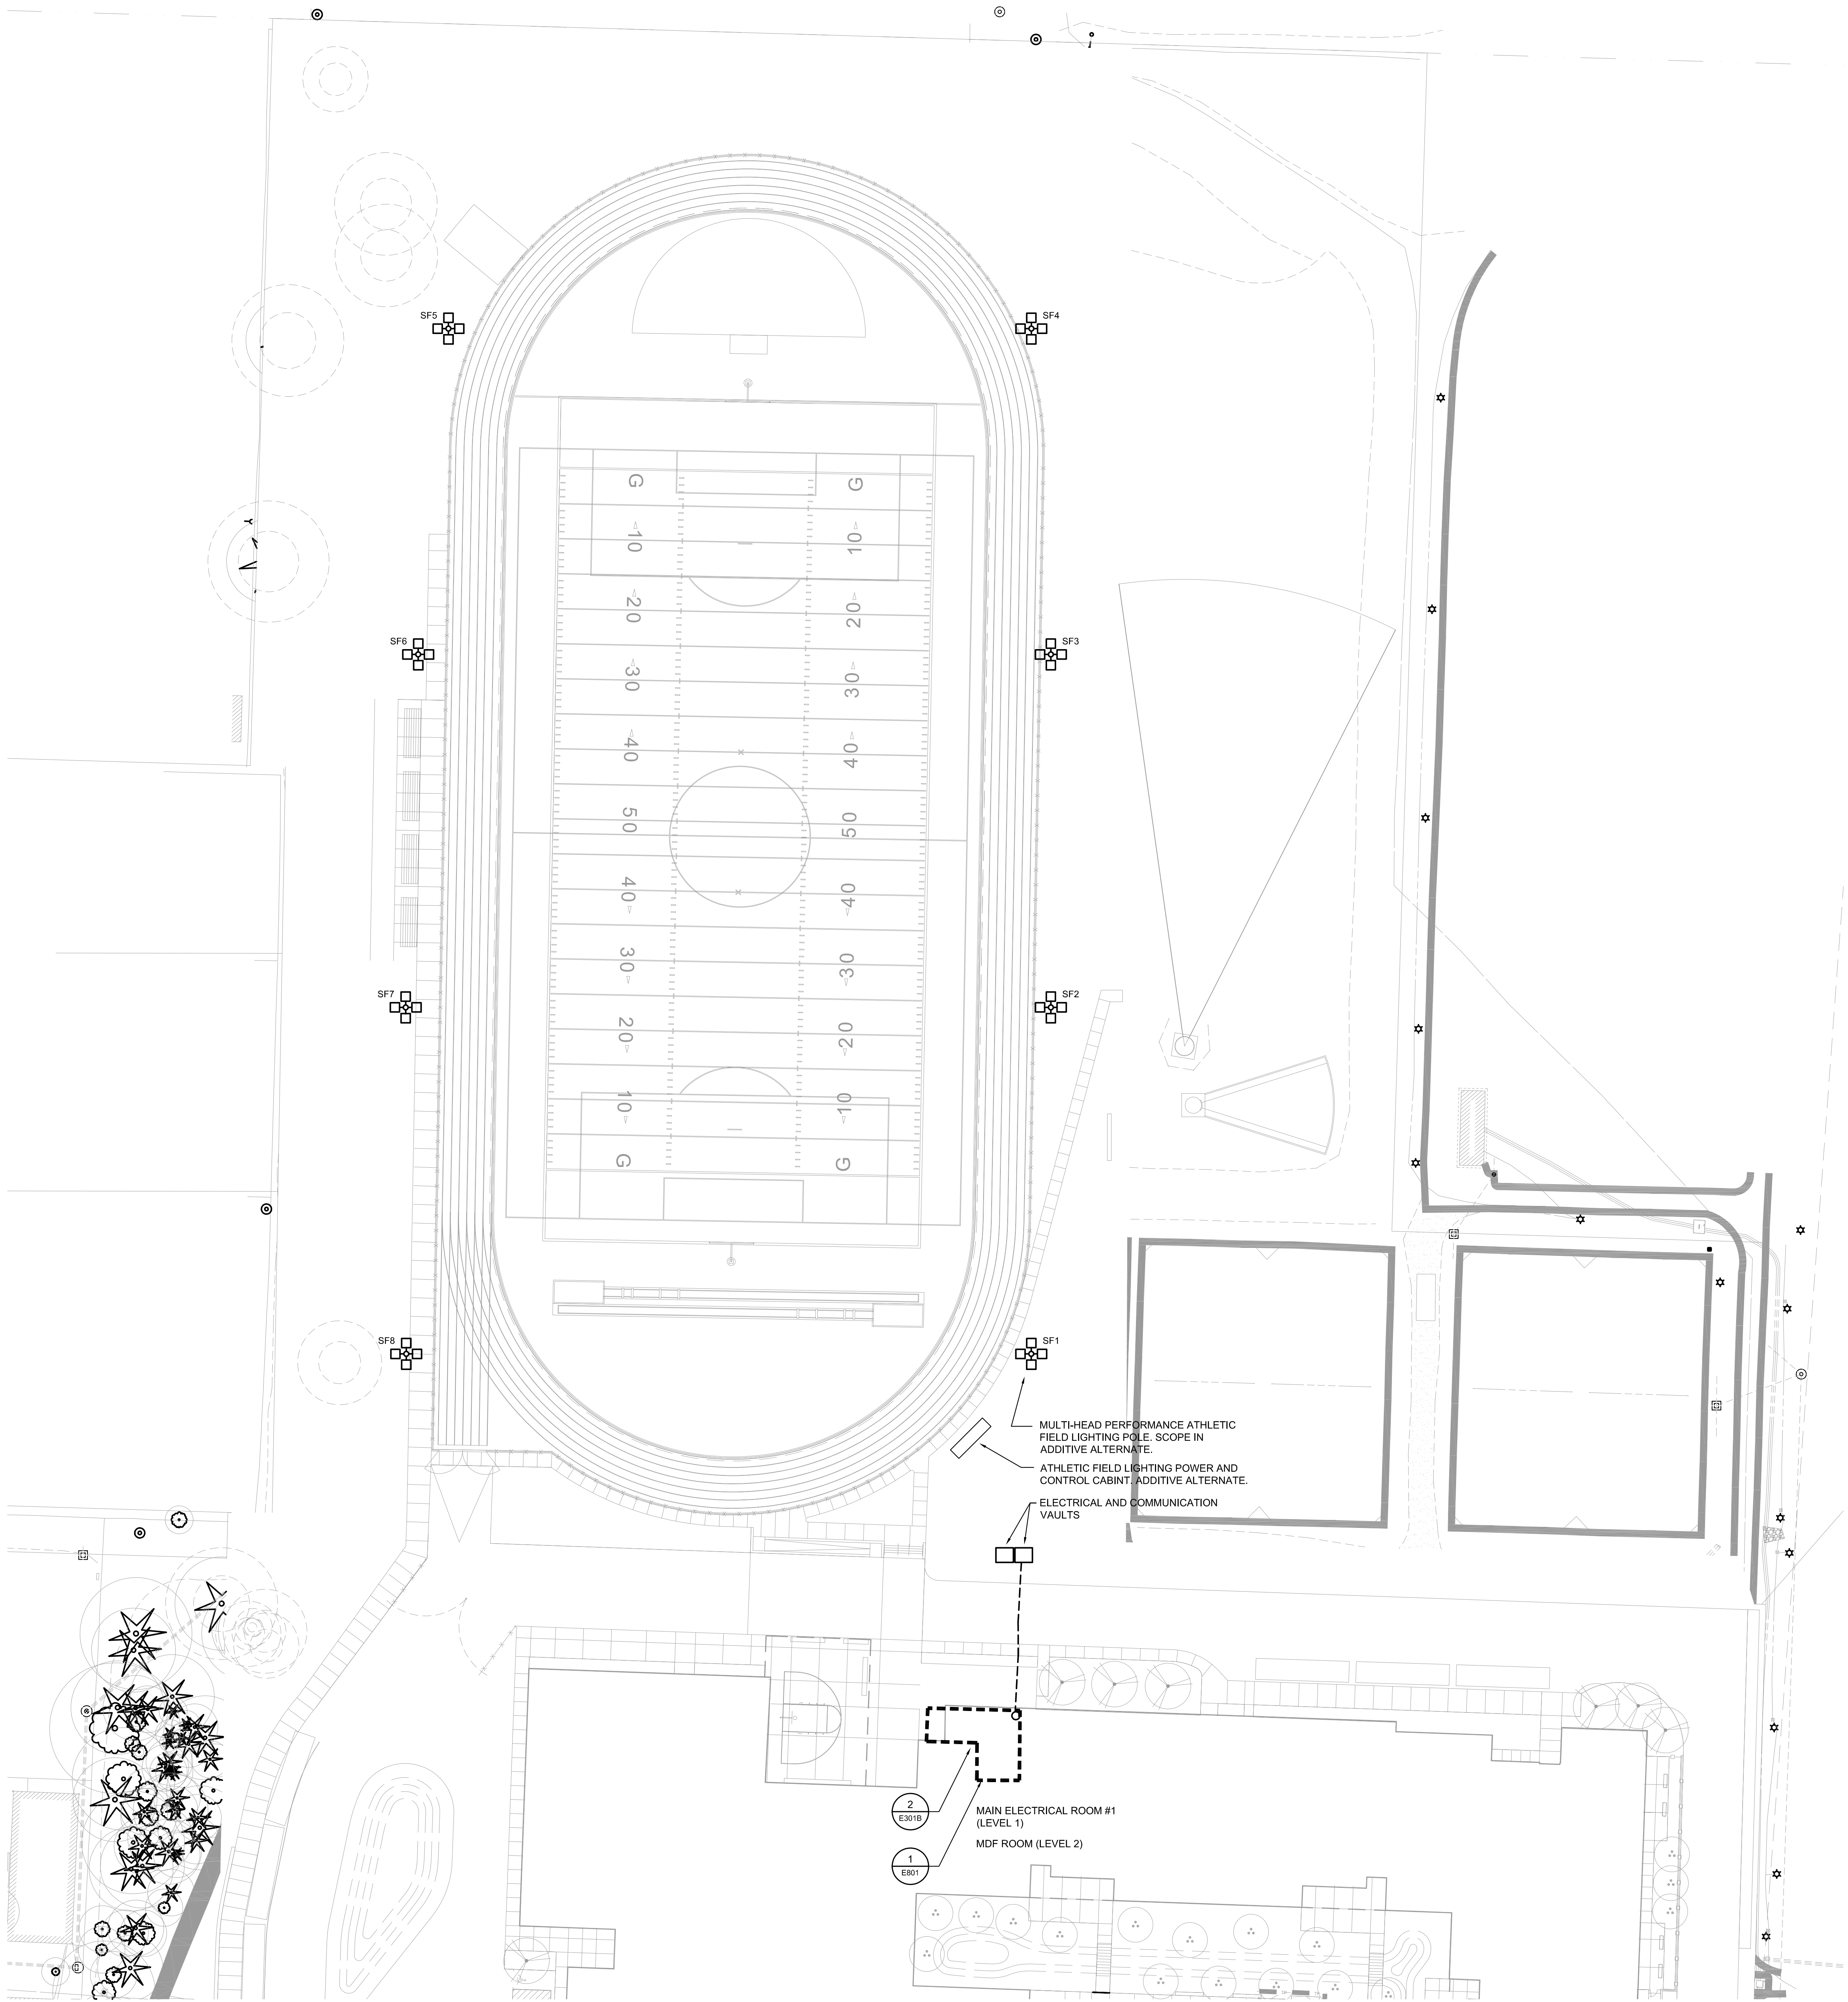 SF5
SF4
G
G
10
10
20
20
SF6
SF3
30
30
40
40
50
50
40
40
30
30
SF7
SF2
20
20
10
10
G
G
SF8
SF1
MULTI-HEAD PERFORMANCE ATHLETIC
FIELD LIGHTING POLE. SCOPE IN
ADDITIVE ALTERNATE.
ATHLETIC FIELD LIGHTING POWER AND
CONTROL CABINT. ADDITIVE ALTERNATE.
ELECTRICAL AND COMMUNICATION
VAULTS
2
E301B
MAIN ELECTRICAL ROOM #1
(LEVEL 1)
MDF ROOM (LEVEL 2)
1
E801